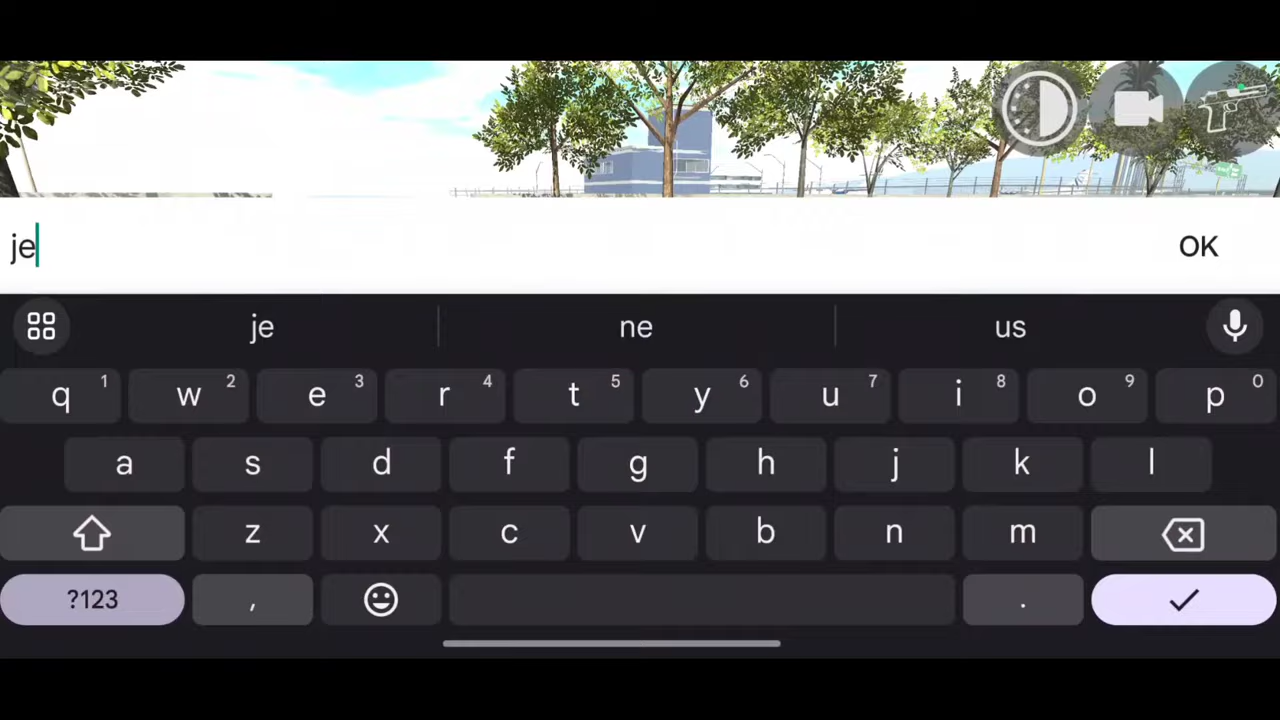 je
OK
je ne us
q 1 w 2 e 3 r 4 t 5 y 6 u 7 i 8 o 9 p 0
a s d f g h j k l
z x c v b n m
?123 , .